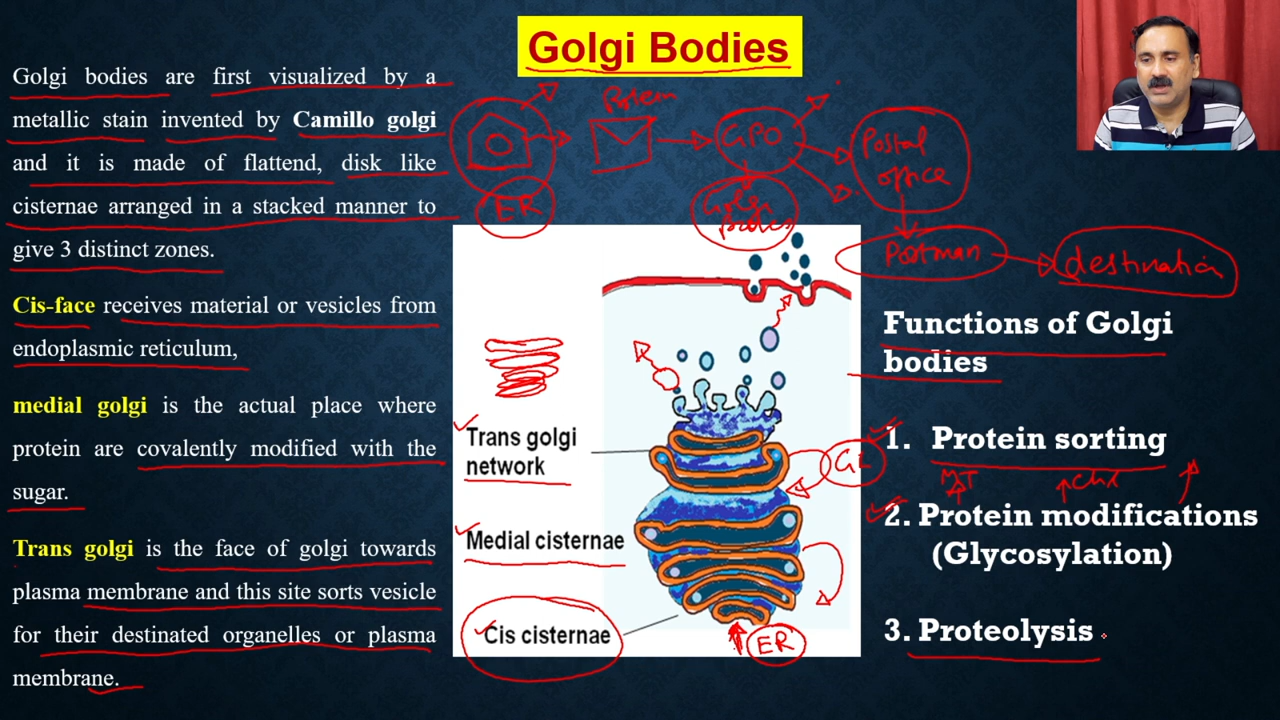 Golgi Bodies
Golgi bodies are first visualized by a
metallic stain invented by Camillo golgi
and it is made of flattend, disk like
cisternae arranged in a stacked manner to
give 3 distinct zones.
Cis-face receives material or vesicles from
endoplasmic reticulum,
medial golgi is the actual place where
protein are covalently modified with the
sugar.
Trans golgi is the face of golgi towards
plasma membrane and this site sorts vesicle
for their destinated organelles or plasma
membrane.
Protein
GPO
Postal
office
ER
Golgi
Bodies
Postman
destination
Trans golgi
network
Medial cisternae
Cis cisternae
ER
Functions of Golgi
bodies
1. Protein sorting
MT
2. Protein modifications
(Glycosylation)
3. Proteolysis